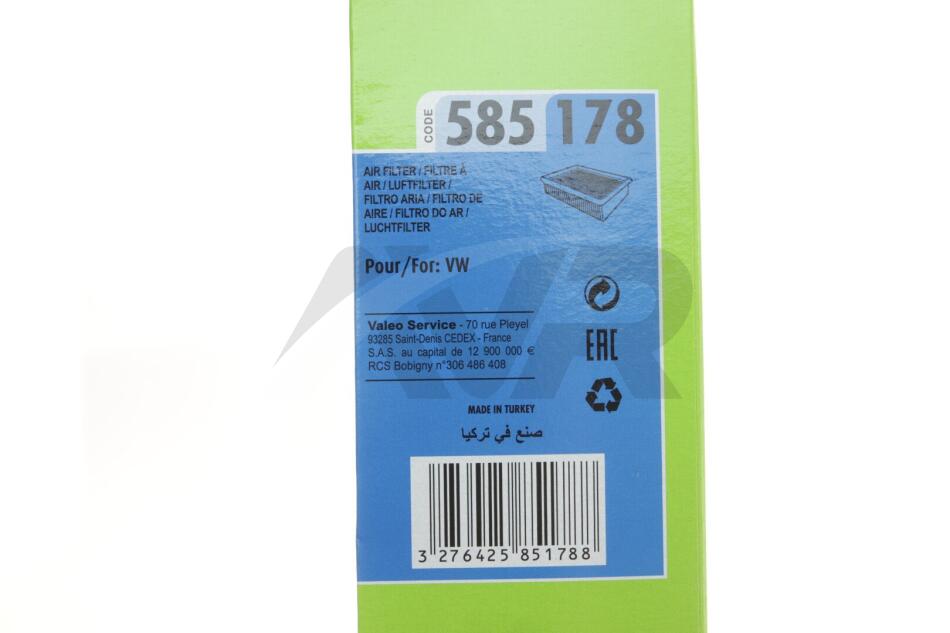 CODE 585 178
AIR FILTER / FILTRE À
AIR / LUFTFILTER /
FILTRO ARIA / FILTRO DE
AIRE / FILTRO DO AR /
LUCHTFILTER
Pour/For: VW
Valeo Service - 70 rue Pleyel
93285 Saint-Denis CEDEX - France
S.A.S. au capital de 12 900 000 €
RCS Bobigny n°306 486 408
EAC
MADE IN TURKEY
صنع في تركيا
3 276425 851788
NVR